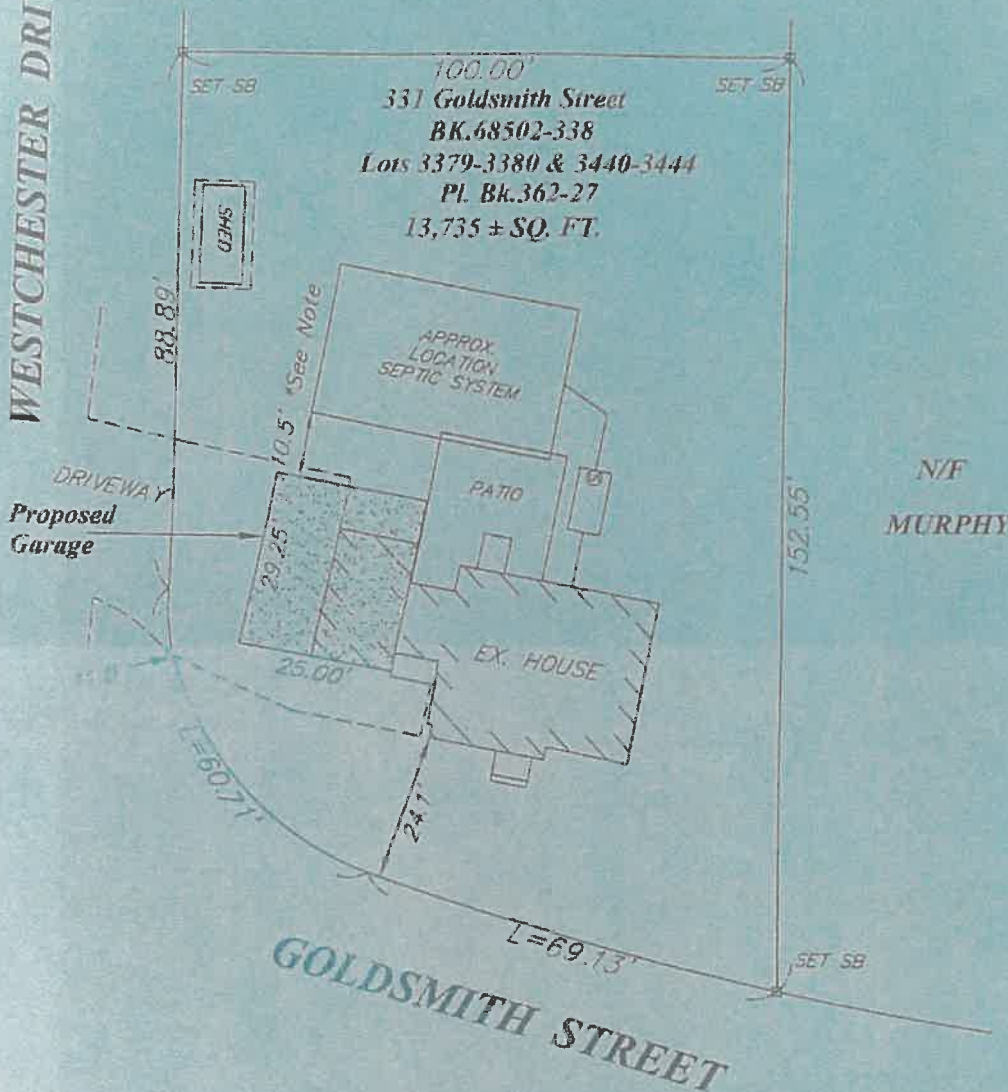 WESTCHESTER DRI
SET SB
100.00'
SET SB
331 Goldsmith Street
BK.68502-338
Lots 3379-3380 & 3440-3444
Pl. Bk.362-27
13,735 ± SQ. FT.
SHED
88.89'
10.5' *See Note
APPROX.
LOCATION
SEPTIC SYSTEM
DRIVEWAY
Proposed
Garage
29.25'
PATIO
152.55'
N/F
MURPHY
25.00'
EX. HOUSE
L=60.71'
24.1'
L=69.13'
SET SB
GOLDSMITH STREET